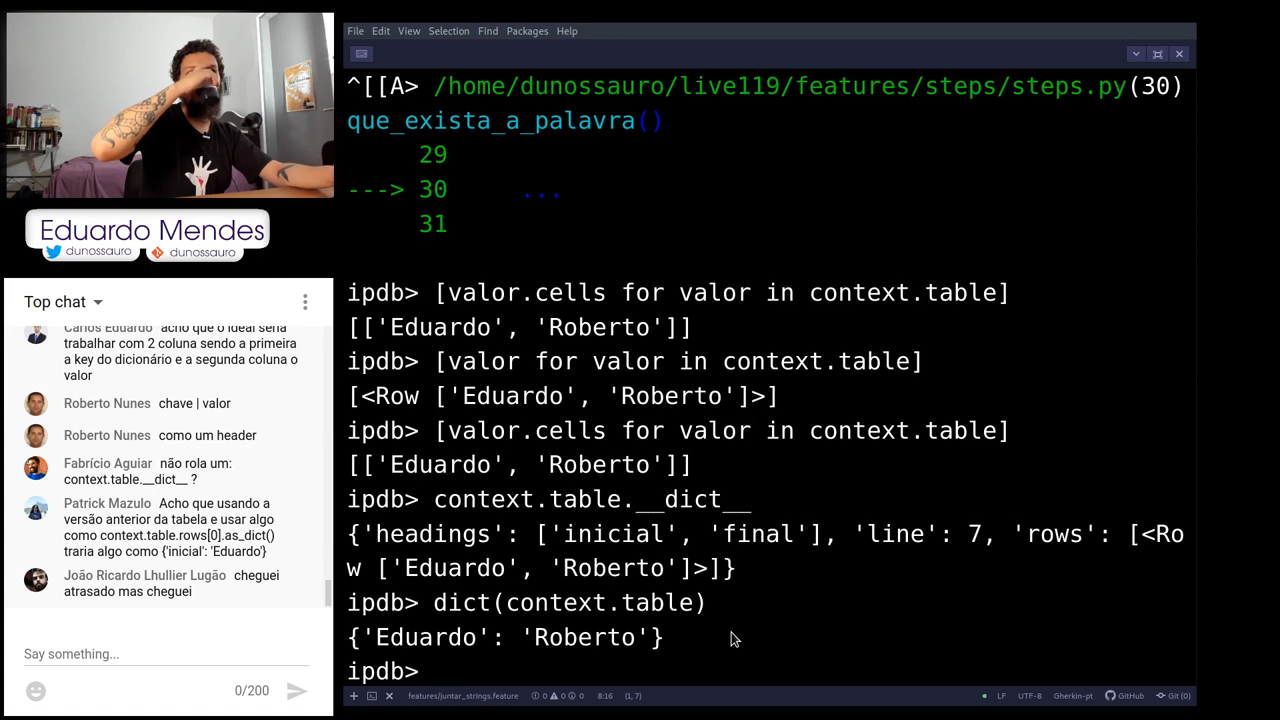 File Edit View Selection Find Packages Help
^[[A> /home/dunossauro/live119/features/steps/steps.py(30)
que_exista_a_palavra()
29
---> 30 ...
31
ipdb> [valor.cells for valor in context.table]
[['Eduardo', 'Roberto']]
ipdb> [valor for valor in context.table]
[<Row ['Eduardo', 'Roberto']>]
ipdb> [valor.cells for valor in context.table]
[['Eduardo', 'Roberto']]
ipdb> context.table.__dict__
{'headings': ['inicial', 'final'], 'line': 7, 'rows': [<Ro
w ['Eduardo', 'Roberto']>]}
ipdb> dict(context.table)
{'Eduardo': 'Roberto'}
ipdb>
features/juntar_strings.feature 0 0 0 8:16 (1, 7) LF UTF-8 Gherkin-pt GitHub Git (0)
Eduardo Mendes
dunossauro dunossauro
Top chat
Carlos Eduardo acho que o ideal seria
trabalhar com 2 coluna sendo a primeira
a key do dicionário e a segunda coluna o
valor
Roberto Nunes chave | valor
Roberto Nunes como um header
Fabrício Aguiar não rola um:
context.table.__dict__ ?
Patrick Mazulo Acho que usando a
versão anterior da tabela e usar algo
como context.table.rows[0].as_dict()
traria algo como {'inicial': 'Eduardo'}
João Ricardo Lhullier Lugão cheguei
atrasado mas cheguei
Say something...
0/200